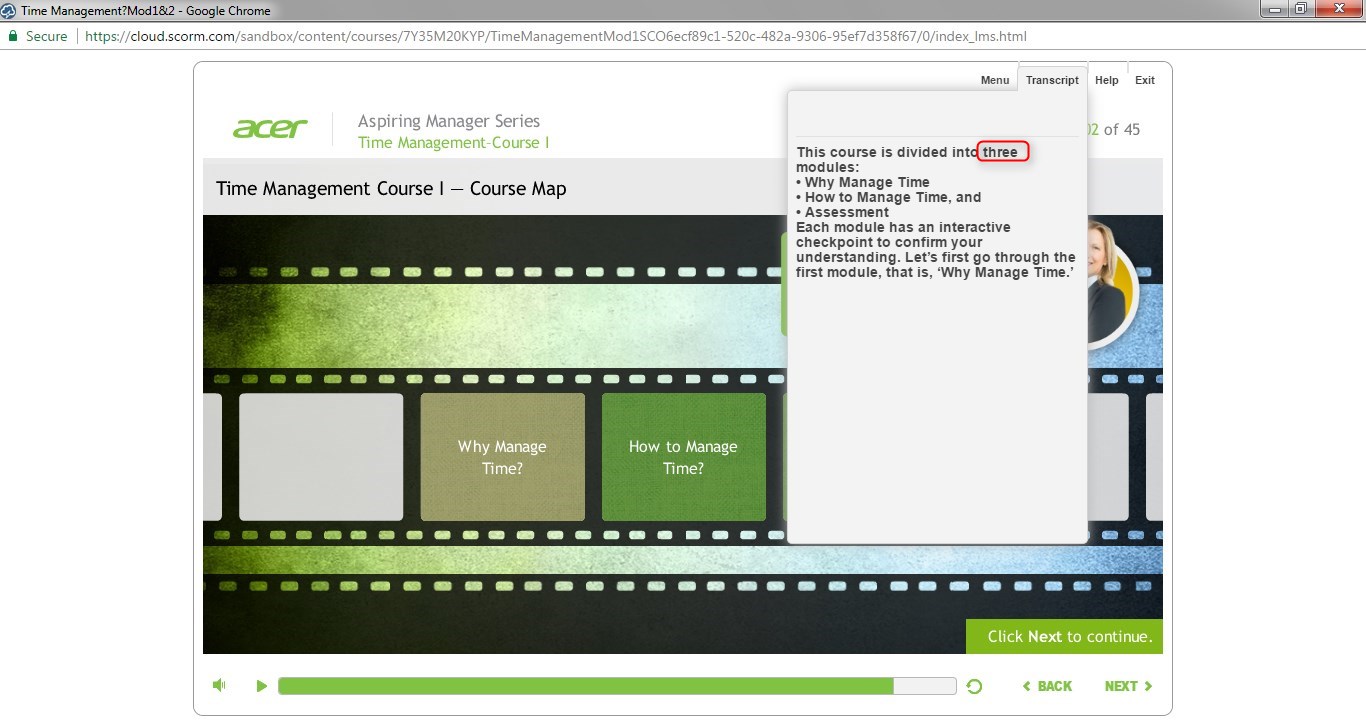 Time Management?Mod1&2 - Google Chrome
Secure
https://cloud.scorm.com/sandbox/content/courses/7Y35M20KYP/TimeManagementMod1SCO6ecf89c1-520c-482a-9306-95ef7d358f67/0/index_lms.html
Menu
Transcript
Help
Exit
acer
Aspiring Manager Series
Time Management-Course I
02 of 45
Time Management Course I — Course Map
This course is divided into three
modules:
• Why Manage Time
• How to Manage Time, and
• Assessment
Each module has an interactive
checkpoint to confirm your
understanding. Let's first go through the
first module, that is, ‘Why Manage Time.’
Why Manage
Time?
How to Manage
Time?
Click Next to continue.
BACK
NEXT